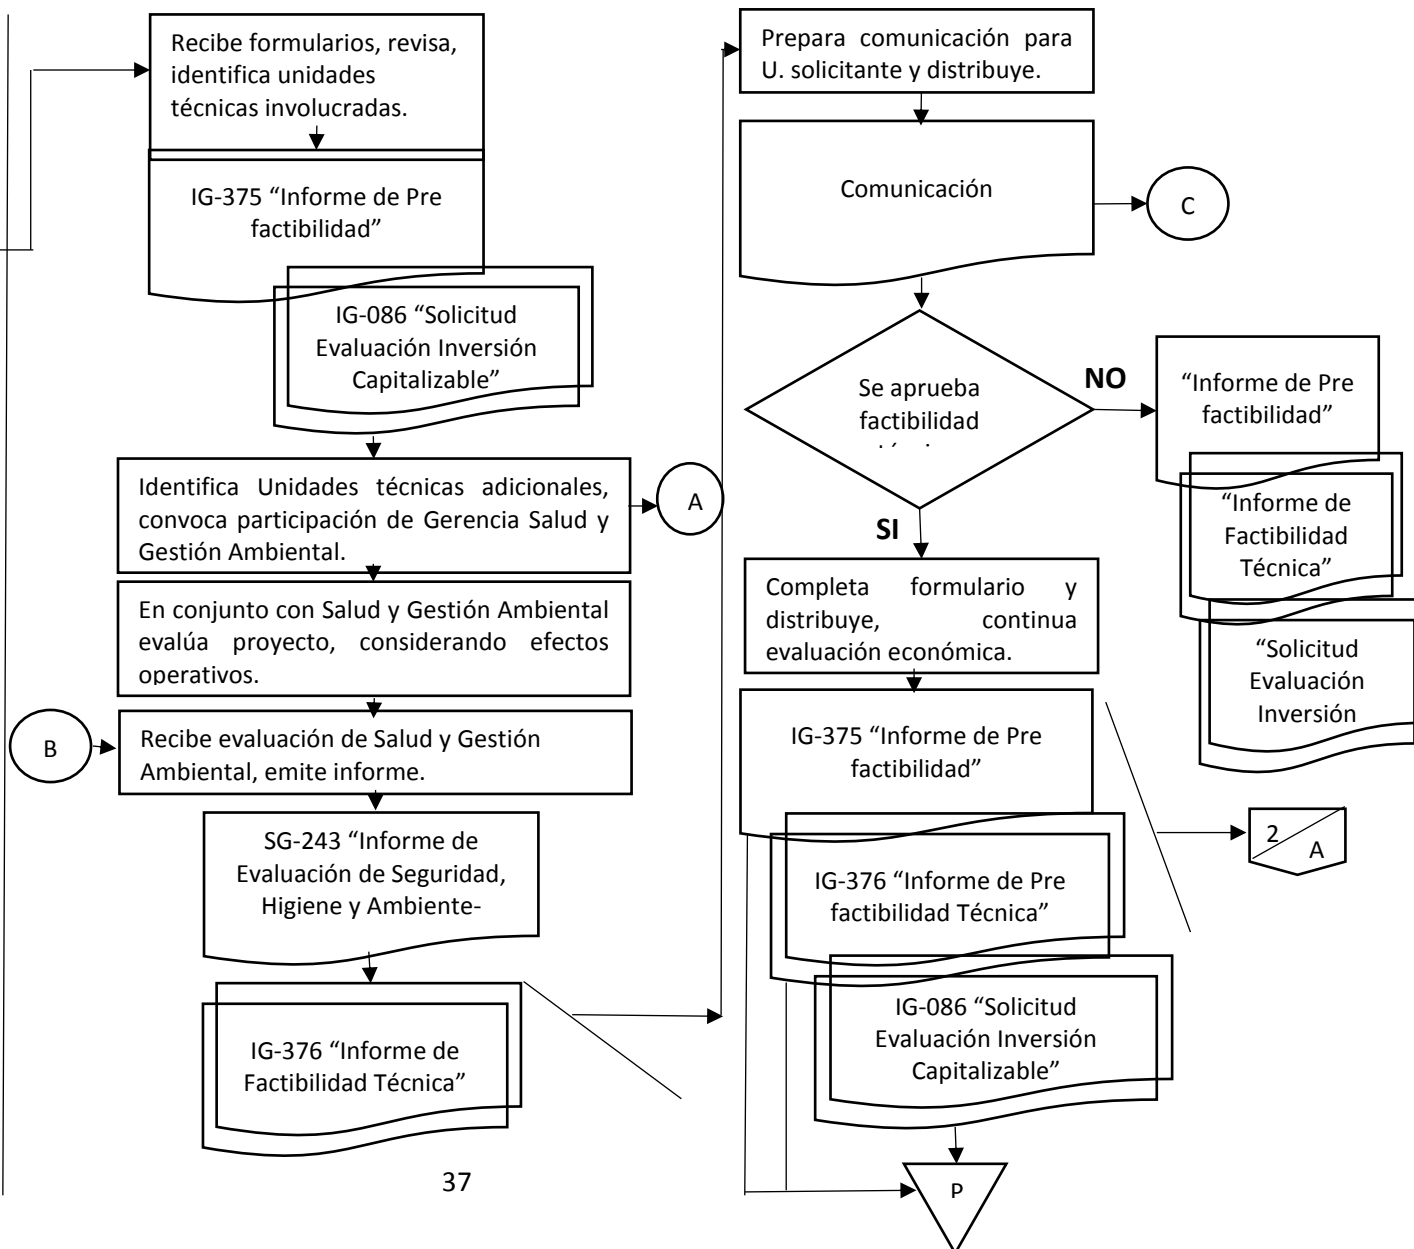 Recibe formularios, revisa,
identifica unidades
técnicas involucradas.
IG-375 “Informe de Pre
factibilidad”
IG-086 “Solicitud
Evaluación Inversión
Capitalizable”
Identifica Unidades técnicas adicionales,
convoca participación de Gerencia Salud y
Gestión Ambiental.
A
En conjunto con Salud y Gestión Ambiental
evalúa proyecto, considerando efectos
operativos.
B
Recibe evaluación de Salud y Gestión
Ambiental, emite informe.
SG-243 “Informe de
Evaluación de Seguridad,
Higiene y Ambiente-
IG-376 “Informe de
Factibilidad Técnica”
37
Prepara comunicación para
U. solicitante y distribuye.
Comunicación
C
Se aprueba
factibilidad
NO
“Informe de Pre
factibilidad”
“Informe de
Factibilidad
Técnica”
“Solicitud
Evaluación
Inversión
SI
Completa formulario y
distribuye, continua
evaluación económica.
IG-375 “Informe de Pre
factibilidad”
2
A
IG-376 “Informe de Pre
factibilidad Técnica”
IG-086 “Solicitud
Evaluación Inversión
Capitalizable”